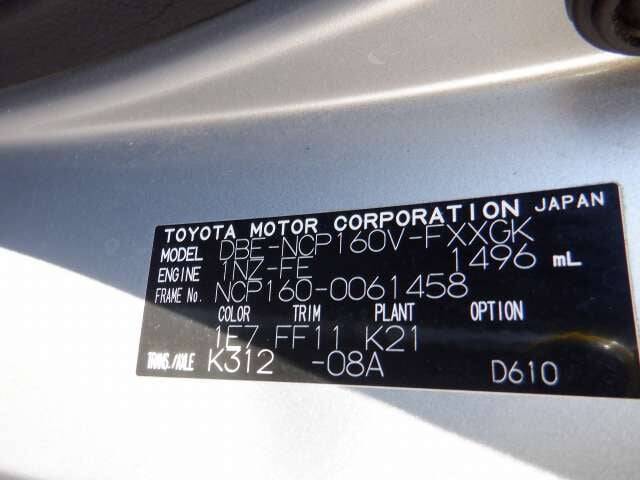 TOYOTA MOTOR CORPORATION JAPAN
MODEL DBE-NCP160V-FXXGK
ENGINE 1NZ-FE 1496 mL
FRAME No. NCP160-0061458
COLOR TRIM PLANT OPTION
1E7 FF11 K21
TRANS./AXLE K312 -08A D610